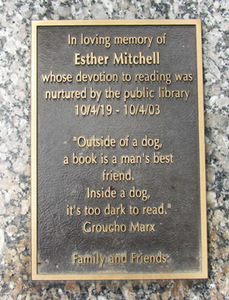 In loving memory of
Esther Mitchell
whose devotion to reading was
nurtured by the public library
10/4/19 - 10/4/03
"Outside of a dog,
a book is a man's best
friend.
Inside a dog,
it's too dark to read."
Groucho Marx
Family and Friends